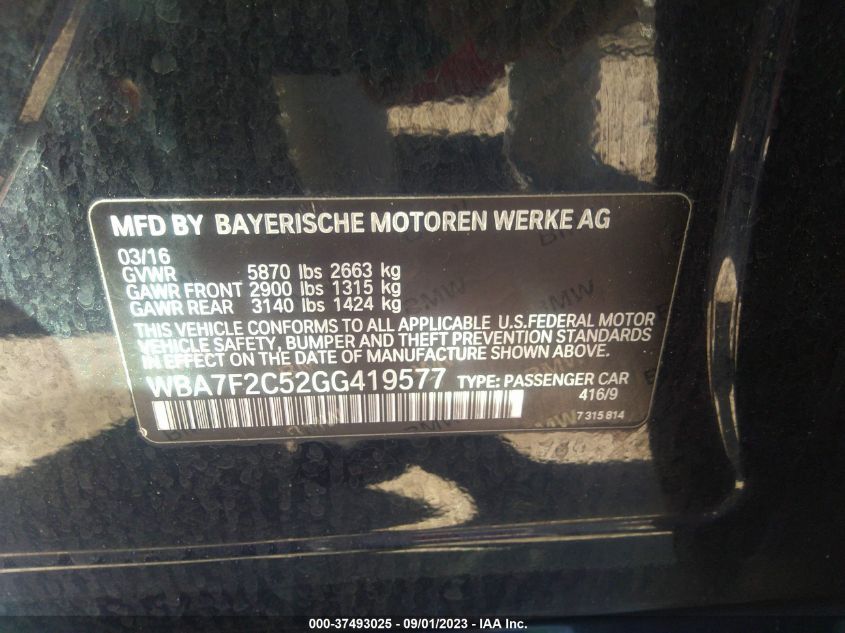 MFD BY BAYERISCHE MOTOREN WERKE AG
03/16
GVWR 5870 lbs 2663 kg
GAWR FRONT 2900 lbs 1315 kg
GAWR REAR 3140 lbs 1424 kg
THIS VEHICLE CONFORMS TO ALL APPLICABLE U.S.FEDERAL MOTOR
VEHICLE SAFETY, BUMPER AND THEFT PREVENTION STANDARDS
IN EFFECT ON THE DATE OF MANUFACTURE SHOWN ABOVE.
WBA7F2C52GG419577 TYPE: PASSENGER CAR
416/9
7 315 814
000-37493025 - 09/01/2023 - IAA Inc.